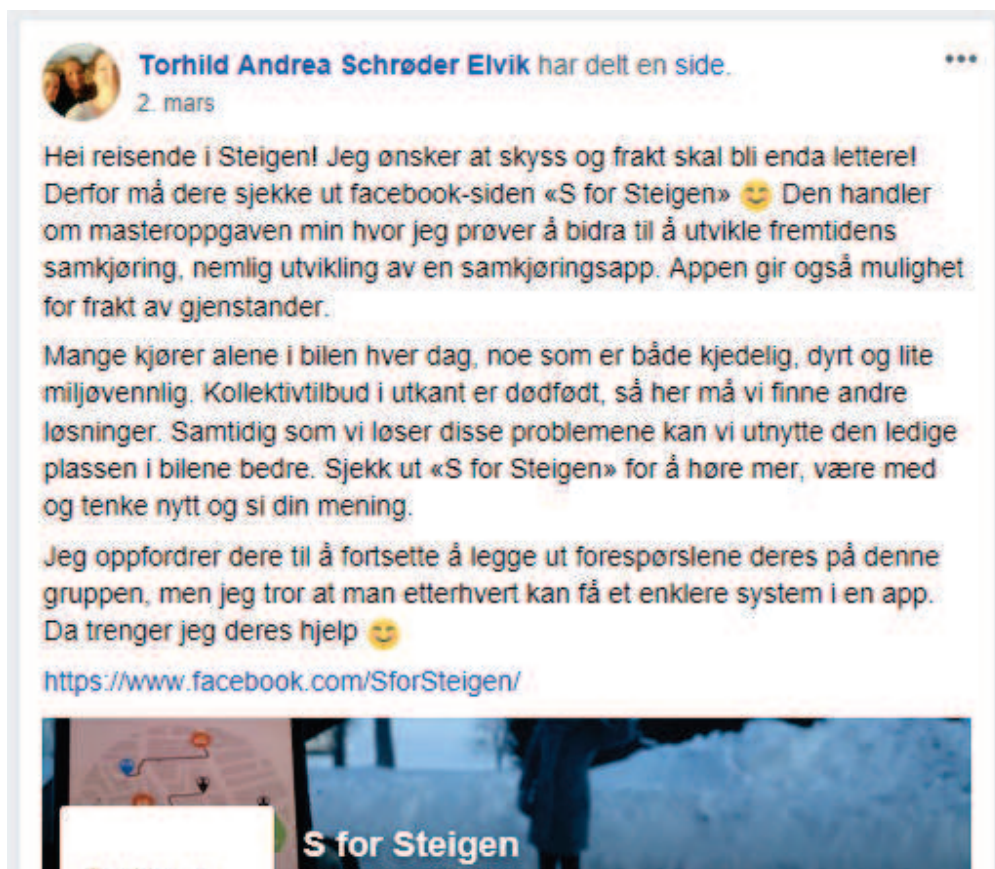 Torhild Andrea Schrøder Elvik har delt en side.
2. mars
Hei reisende i Steigen! Jeg ønsker at skyss og frakt skal bli enda lettere!
Derfor må dere sjekke ut facebook-siden «S for Steigen» 😊 Den handler
om masteroppgaven min hvor jeg prøver å bidra til å utvikle fremtidens
samkjøring, nemlig utvikling av en samkjøringsapp. Appen gir også mulighet
for frakt av gjenstander.
Mange kjører alene i bilen hver dag, noe som er både kjedelig, dyrt og lite
miljøvennlig. Kollektivtilbud i utkant er dødfødt, så her må vi finne andre
løsninger. Samtidig som vi løser disse problemene kan vi utnytte den ledige
plassen i bilene bedre. Sjekk ut «S for Steigen» for å høre mer, være med
og tenke nytt og si din mening.
Jeg oppfordrer dere til å fortsette å legge ut forespørslene deres på denne
gruppen, men jeg tror at man etterhvert kan få et enklere system i en app.
Da trenger jeg deres hjelp 😊
https://www.facebook.com/SforSteigen/
S for Steigen